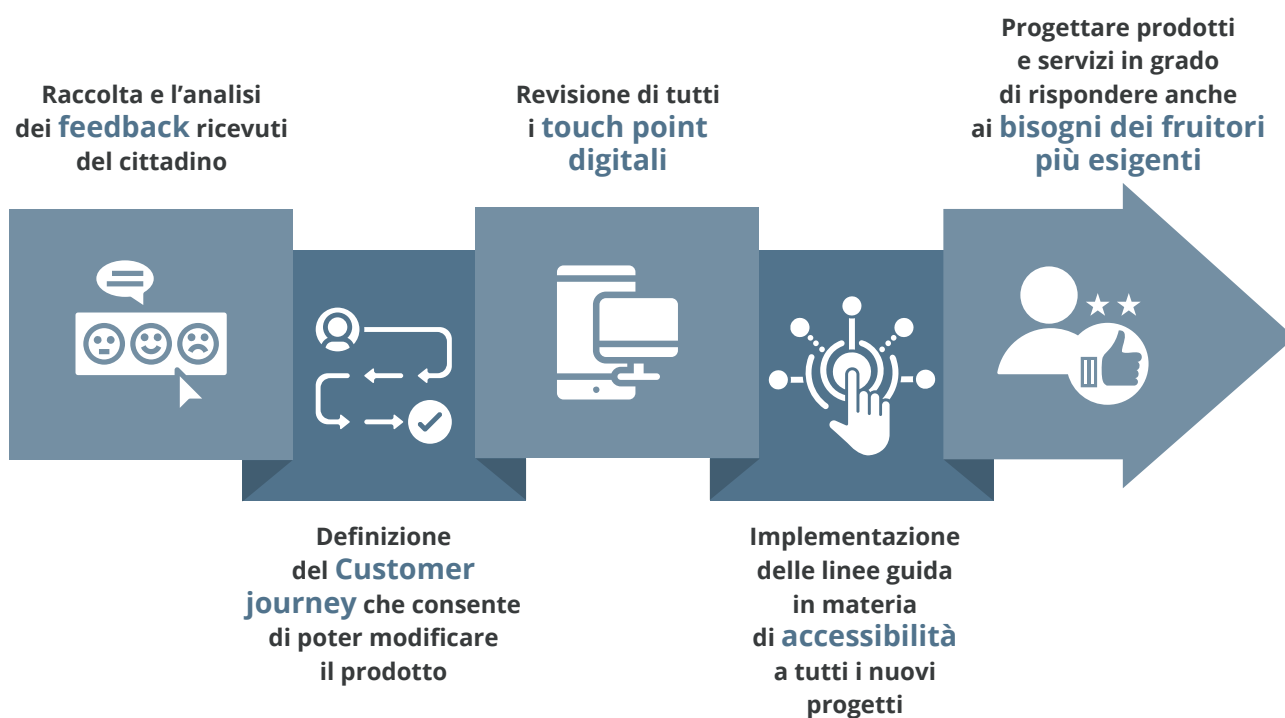 Raccolta e l’analisi
dei feedback ricevuti
del cittadino
Definizione
del Customer
journey che consente
di poter modificare
il prodotto
Revisione di tutti
i touch point
digitali
Implementazione
delle linee guida
in materia
di accessibilità
a tutti i nuovi
progetti
Progettare prodotti
e servizi in grado
di rispondere anche
ai bisogni dei fruitori
più esigenti